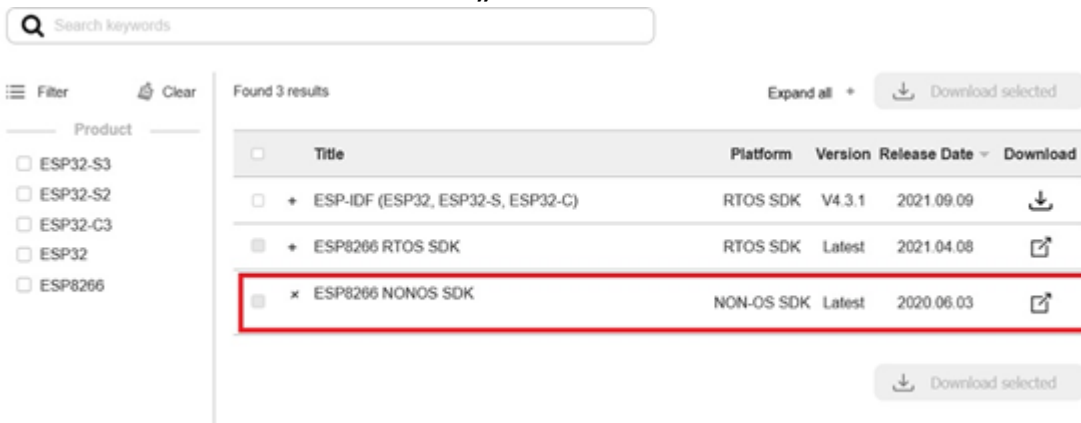 Search keywords
Filter Clear
Product
ESP32-S3
ESP32-S2
ESP32-C3
ESP32
ESP8266
Found 3 results Expand all + Download selected
Title Platform Version Release Date Download
+ ESP-IDF (ESP32, ESP32-S, ESP32-C) RTOS SDK V4.3.1 2021.09.09
+ ESP8266 RTOS SDK RTOS SDK Latest 2021.04.08
× ESP8266 NONOS SDK NON-OS SDK Latest 2020.06.03
Download selected